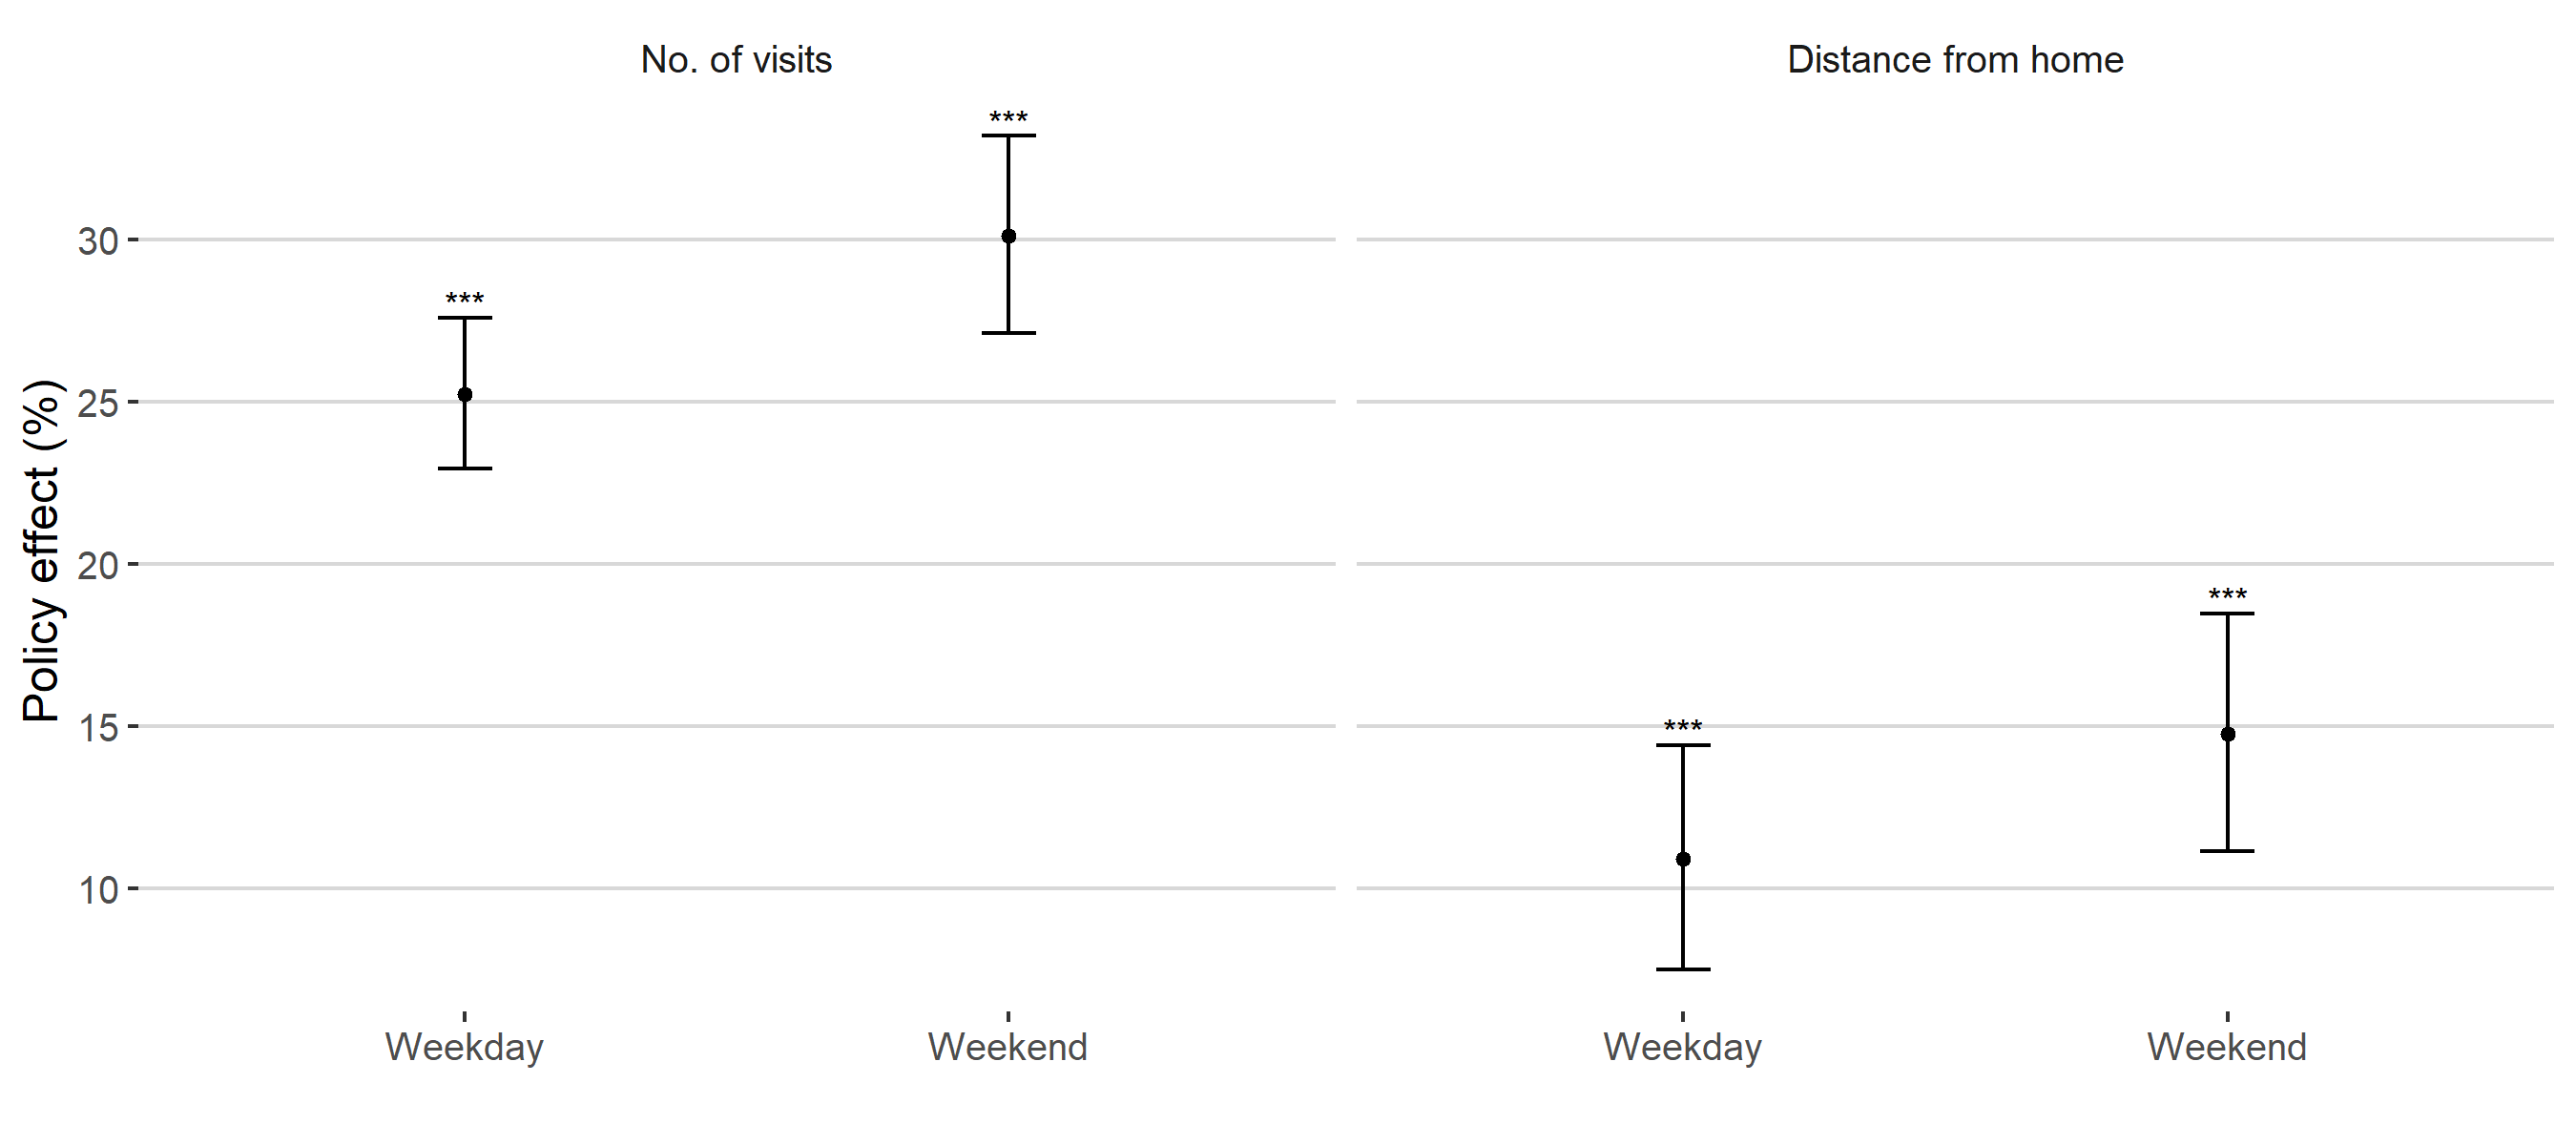 No. of visits
Distance from home
Policy effect (%)
30
25
20
15
10
***
***
***
***
Weekday
Weekend
Weekday
Weekend